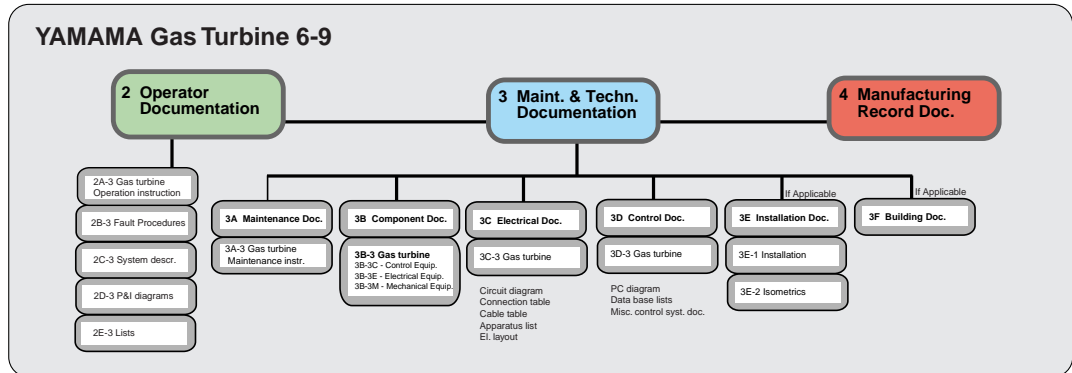 YAMAMA Gas Turbine 6-9
2 Operator
Documentation
3 Maint. & Techn.
Documentation
4 Manufacturing
Record Doc.
2A-3 Gas turbine
Operation instruction
2B-3 Fault Procedures
2C-3 System descr.
2D-3 P&I diagrams
2E-3 Lists
3A Maintenance Doc.
3A-3 Gas turbine
Maintenance instr.
3B Component Doc.
3B-3 Gas turbine
3B-3C - Control Equip.
3B-3E - Electrical Equip.
3B-3M - Mechanical Equip.
3C Electrical Doc.
3C-3 Gas turbine
Circuit diagram
Connection table
Cable table
Apparatus list
El. layout
3D Control Doc.
3D-3 Gas turbine
PC diagram
Data base lists
Misc. control syst. doc.
If Applicable
3E Installation Doc.
3E-1 Installation
3E-2 Isometrics
If Applicable
3F Building Doc.